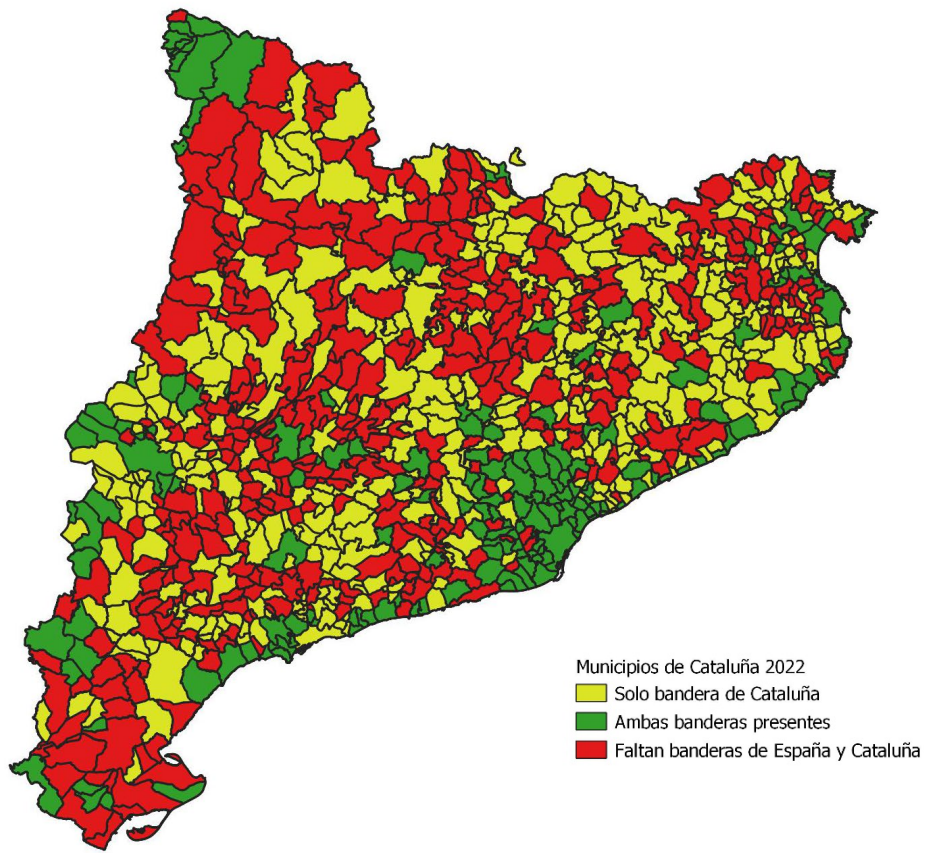 Municipios de Cataluña 2022
Solo bandera de Cataluña
Ambas banderas presentes
Faltan banderas de España y Cataluña